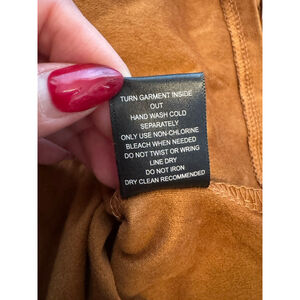 TURN GARMENT INSIDE
OUT
HAND WASH COLD
SEPARATELY
ONLY USE NON-CHLORINE
BLEACH WHEN NEEDED
DO NOT TWIST OR WRING
LINE DRY
DO NOT IRON
DRY CLEAN RECOMMENDED